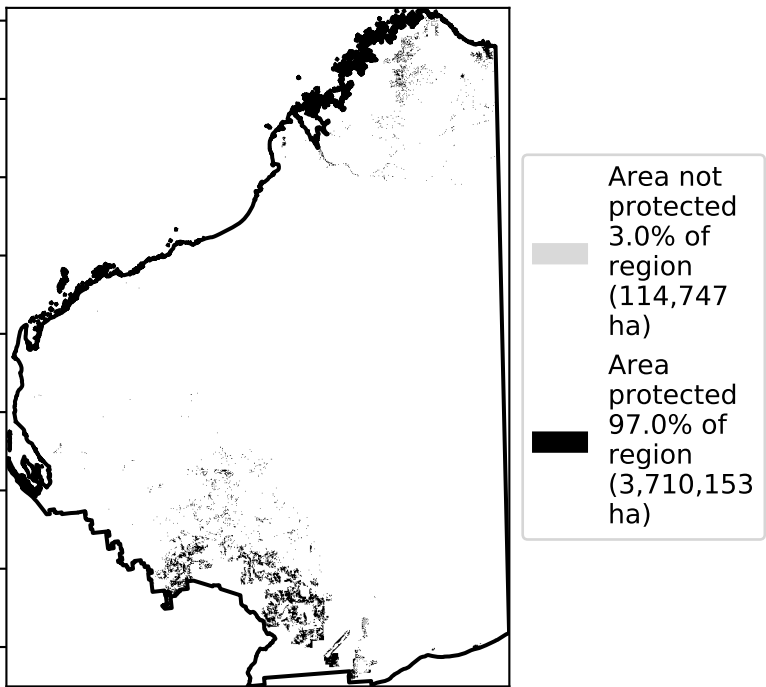 Area not
protected
3.0% of
region
(114,747
ha)
Area
protected
97.0% of
region
(3,710,153
ha)